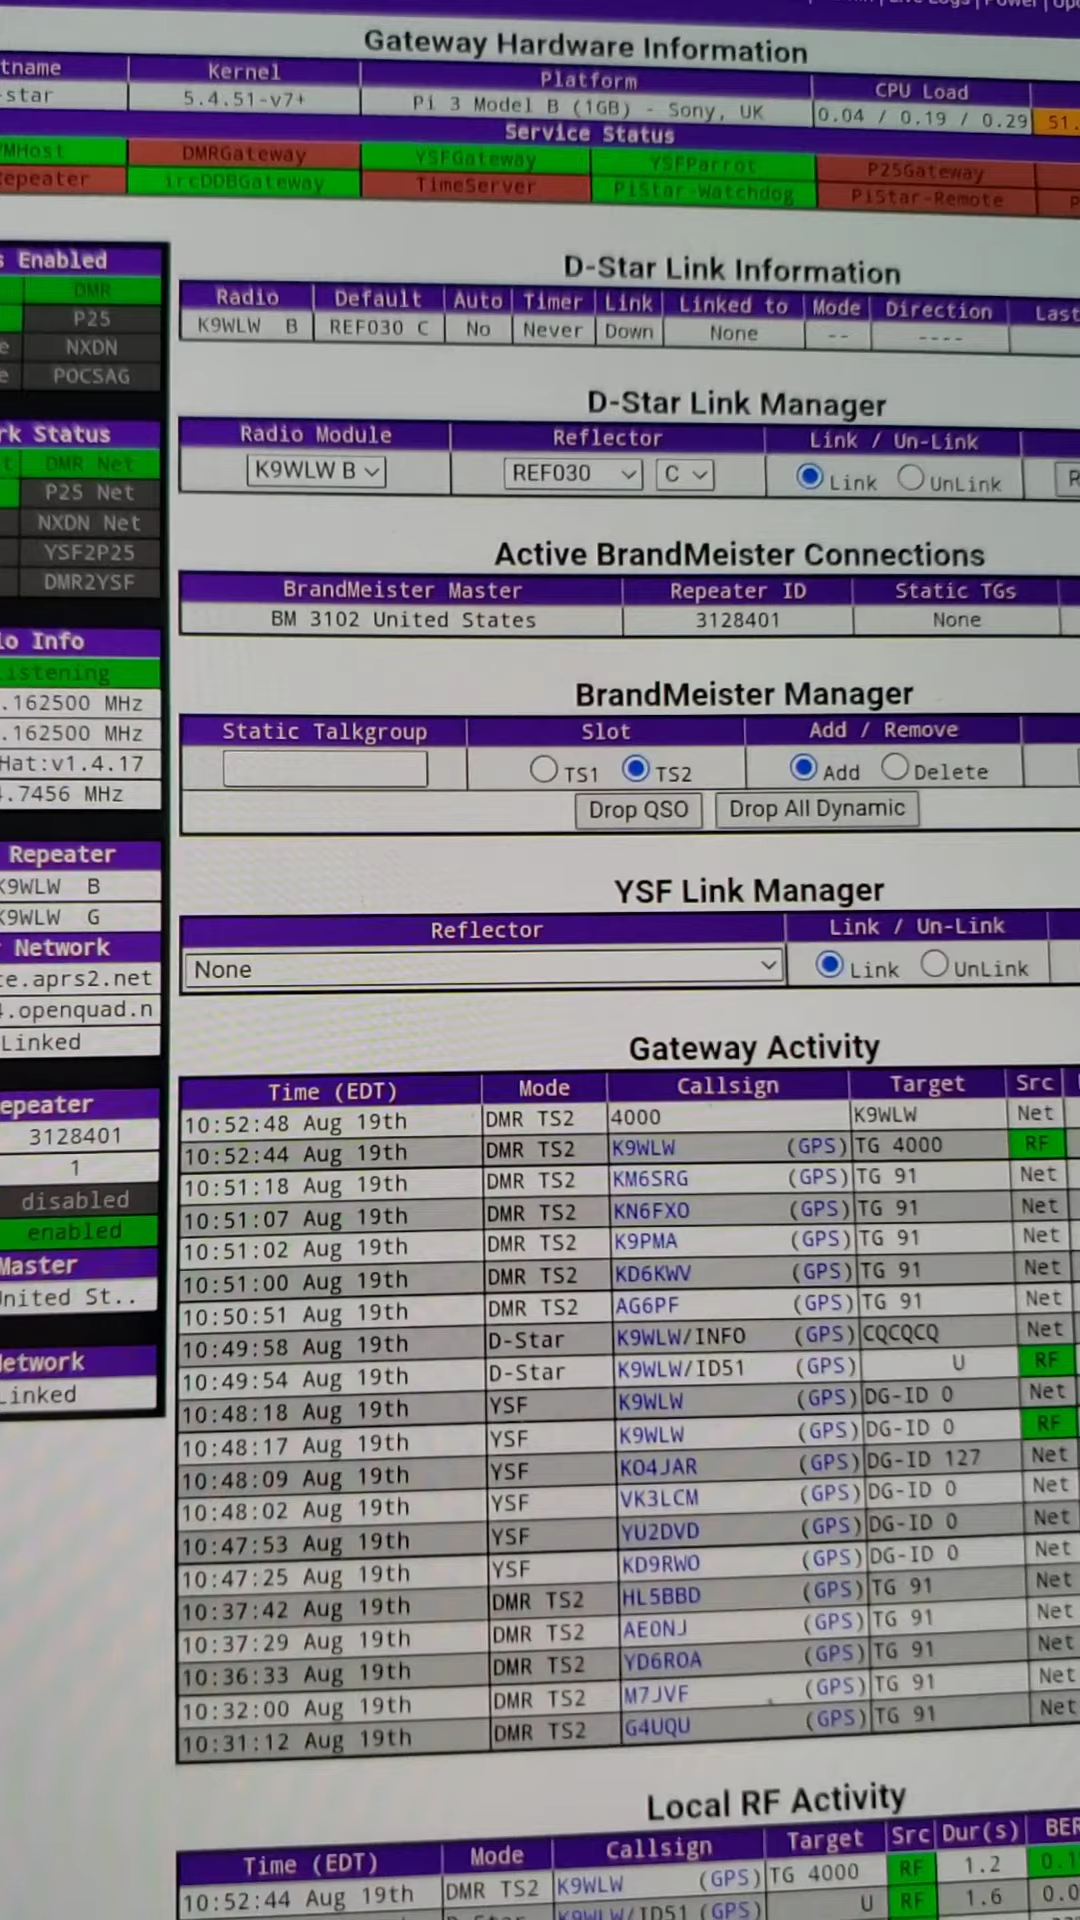 Gateway Hardware Information
tname Kernel Platform CPU Load
-star 5.4.51-v7+ Pi 3 Model B (1GB) - Sony, UK 0.04 / 0.19 / 0.29 51.
Service Status
MHost DMRGateway YSFGateway YSFParrot P25Gateway
epeater ircDDBGateway TimeServer PiStar-Watchdog PiStar-Remote P
s Enabled
DMR
P25
e NXDN
e POCSAG
rk Status
t DMR Net
P25 Net
NXDN Net
YSF2P25
DMR2YSF
io Info
istening
.162500 MHz
.162500 MHz
Hat:v1.4.17
4.7456 MHz
Repeater
K9WLW B
K9WLW G
Network
te.aprs2.net
4.openquad.n
Linked
epeater
3128401
1
disabled
enabled
Master
United St..
Network
Linked
D-Star Link Information
Radio Default Auto Timer Link Linked to Mode Direction Last
K9WLW B REF030 C No Never Down None -- ----
D-Star Link Manager
Radio Module Reflector Link / Un-Link
K9WLW B REF030 C Link UnLink R
Active BrandMeister Connections
BrandMeister Master Repeater ID Static TGs
BM 3102 United States 3128401 None
BrandMeister Manager
Static Talkgroup Slot Add / Remove
TS1 TS2 Add Delete
Drop QSO Drop All Dynamic
YSF Link Manager
Reflector Link / Un-Link
None Link UnLink
Gateway Activity
Time (EDT) Mode Callsign Target Src
10:52:48 Aug 19th DMR TS2 4000 K9WLW Net
10:52:44 Aug 19th DMR TS2 K9WLW (GPS) TG 4000 RF
10:51:18 Aug 19th DMR TS2 KM6SRG (GPS) TG 91 Net
10:51:07 Aug 19th DMR TS2 KN6FXO (GPS) TG 91 Net
10:51:02 Aug 19th DMR TS2 K9PMA (GPS) TG 91 Net
10:51:00 Aug 19th DMR TS2 KD6KWV (GPS) TG 91 Net
10:50:51 Aug 19th DMR TS2 AG6PF (GPS) TG 91 Net
10:49:58 Aug 19th D-Star K9WLW/INFO (GPS) CQCQCQ Net
10:49:54 Aug 19th D-Star K9WLW/ID51 (GPS) U RF
10:48:18 Aug 19th YSF K9WLW (GPS) DG-ID 0 Net
10:48:17 Aug 19th YSF K9WLW (GPS) DG-ID 0 RF
10:48:09 Aug 19th YSF KO4JAR (GPS) DG-ID 127 Net
10:48:02 Aug 19th YSF VK3LCM (GPS) DG-ID 0 Net
10:47:53 Aug 19th YSF YU2DVD (GPS) DG-ID 0 Net
10:47:25 Aug 19th YSF KD9RWO (GPS) DG-ID 0 Net
10:37:42 Aug 19th DMR TS2 HL5BBD (GPS) TG 91 Net
10:37:29 Aug 19th DMR TS2 AE0NJ (GPS) TG 91 Net
10:36:33 Aug 19th DMR TS2 YD6ROA (GPS) TG 91 Net
10:32:00 Aug 19th DMR TS2 M7JVF (GPS) TG 91 Net
10:31:12 Aug 19th DMR TS2 G4UQU (GPS) TG 91 Net
Local RF Activity
Time (EDT) Mode Callsign Target Src Dur(s) BER
10:52:44 Aug 19th DMR TS2 K9WLW (GPS) TG 4000 RF 1.2 0.1
K9WLW/ID51 (GPS) U RF 1.6 0.0